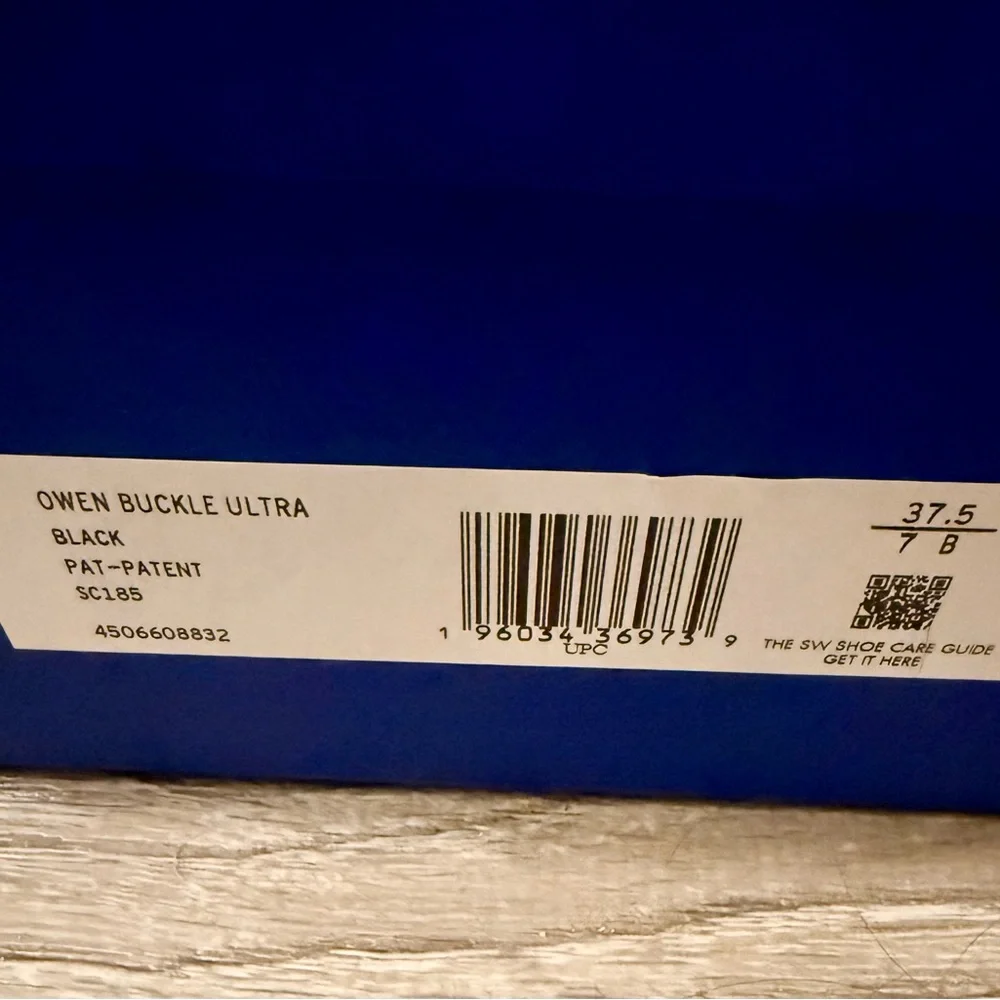 OWEN BUCKLE ULTRA
BLACK
PAT-PATENT
SC185
4506608832
1 96034 36973 9
UPC
37.5
7 B
THE SW SHOE CARE GUIDE
GET IT HERE